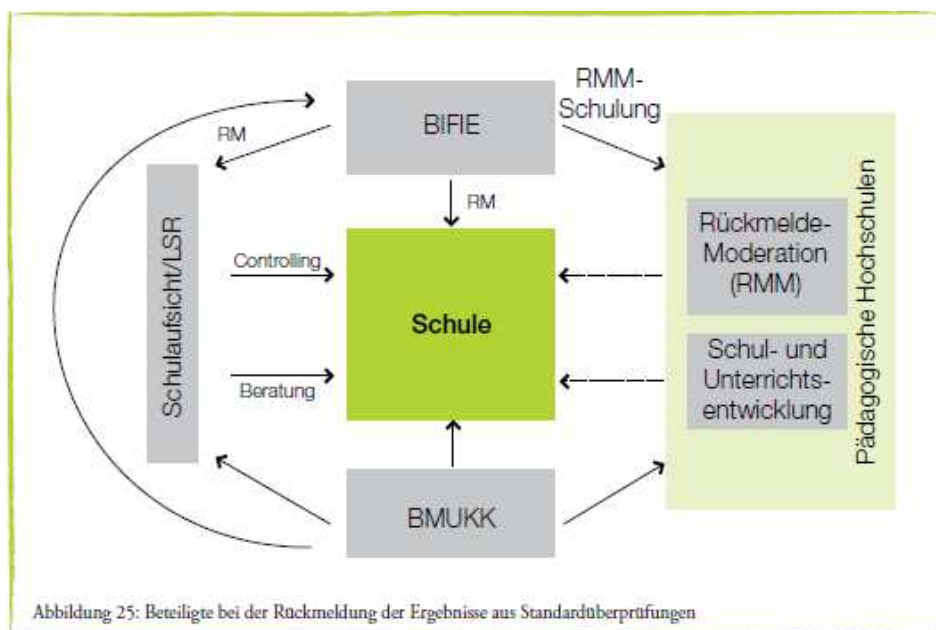 RMM-
Schulung
BIFIE
RM
RM
Schulaufsicht/LSR
Controlling
Beratung
Schule
Rückmelde-
Moderation
(RMM)
Schul- und
Unterrichts-
entwicklung
Pädagogische Hochschulen
BMUKK
Abbildung 25: Beteiligte bei der Rückmeldung der Ergebnisse aus Standardüberprüfungen